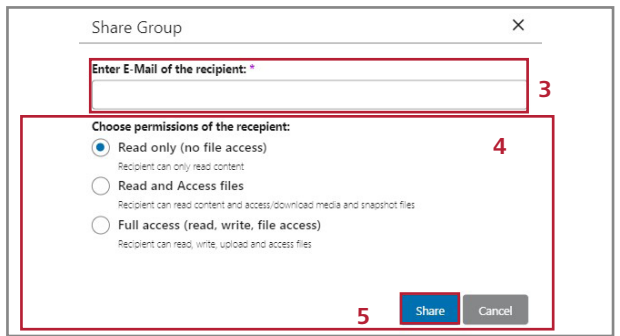 Share Group ×
Enter E-Mail of the recipient: *
3
Choose permissions of the recepient:
4
Read only (no file access)
Recipient can only read content
Read and Access files
Recipient can read content and access/download media and snapshot files
Full access (read, write, file access)
Recipient can read, write, upload and access files
5 Share Cancel